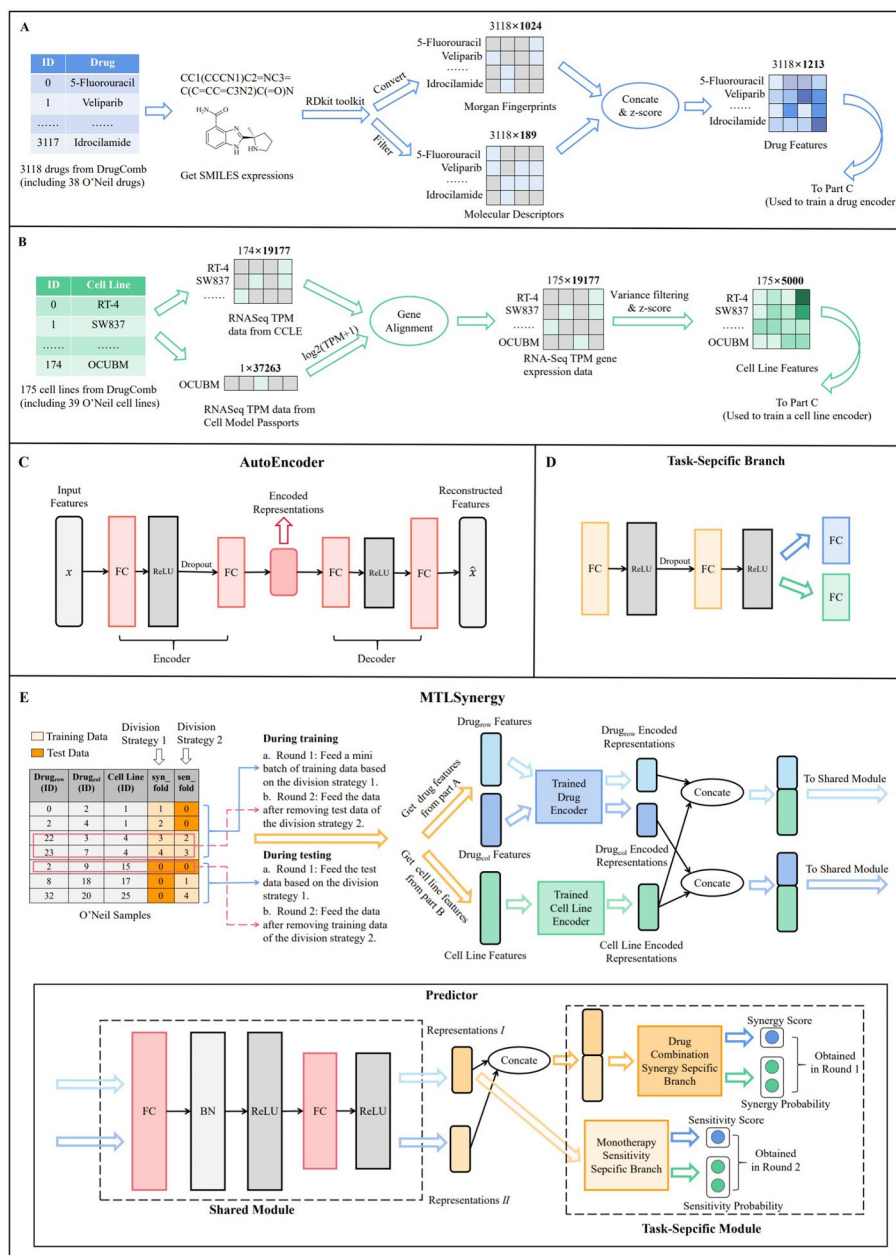 A
ID Drug
0 5-Fluorouracil
1 Veliparib
...... ......
3117 Idrocilamide
3118 drugs from DrugComb
(including 38 O'Neil drugs)
CC1(CCCN1)C2=NC3=
C(C=CC=C3N2)C(=O)N
H₂N O
N
N
H
HN
Get SMILES expressions
RDkit toolkit
Convert
Filter
3118×1024
5-Fluorouracil
Veliparib
......
Idrocilamide
Morgan Fingerprints
3118×189
5-Fluorouracil
Veliparib
......
Idrocilamide
Molecular Descriptors
Concate
& z-score
3118×1213
5-Fluorouracil
Veliparib
......
Idrocilamide
Drug Features
To Part C
(Used to train a drug encoder)
B
ID Cell Line
0 RT-4
1 SW837
...... ......
174 OCUBM
175 cell lines from DrugComb
(including 39 O'Neil cell lines)
174×19177
RT-4
SW837
......
RNASeq TPM
data from CCLE
1×37263
OCUBM
RNASeq TPM data from
Cell Model Passports
log2(TPM+1)
Gene
Alignment
175×19177
RT-4
SW837
......
OCUBM
RNA-Seq TPM gene
expression data
Variance filtering
& z-score
175×5000
RT-4
SW837
......
OCUBM
Cell Line Features
To Part C
(Used to train a cell line encoder)
C
AutoEncoder
Input
Features
x
FC
ReLU
Dropout
FC
Encoded
Representations
FC
ReLU
FC
Reconstructed
Features
x̂
Encoder
Decoder
D
Task-Sepcific Branch
FC
ReLU
Dropout
FC
ReLU
FC
FC
E
MTLSynergy
Training Data
Test Data
Division
Strategy 1
Division
Strategy 2
Drugrow (ID) Drugcol (ID) Cell Line (ID) syn_fold sen_fold
0 2 1 1 0
2 4 1 2 0
22 3 4 3 2
23 7 4 4 3
2 9 15 0 0
8 18 17 0 1
32 20 25 0 4
O'Neil Samples
During training
a. Round 1: Feed a mini
batch of training data based
on the division strategy 1.
b. Round 2: Feed the data
after removing test data of
the division strategy 2.
During testing
a. Round 1: Feed the test
data based on the division
strategy 1.
b. Round 2: Feed the data
after removing training data
of the division strategy 2.
Get drug features
from part A
Get cell line features
from part B
Drugrow Features
Drugcol Features
Cell Line Features
Trained
Drug
Encoder
Trained
Cell Line
Encoder
Drugrow Encoded
Representations
Drugcol Encoded
Representations
Cell Line Encoded
Representations
Concate
Concate
To Shared Module
To Shared Module
Predictor
FC
BN
ReLU
FC
ReLU
Shared Module
Representations I
Representations II
Concate
Drug
Combination
Synergy Sepcific
Branch
Monotherapy
Sensitivity
Sepcific Branch
Synergy Score
Synergy Probability
Obtained
in Round 1
Sensitivity Score
Sensitivity Probability
Obtained
in Round 2
Task-Sepcific Module